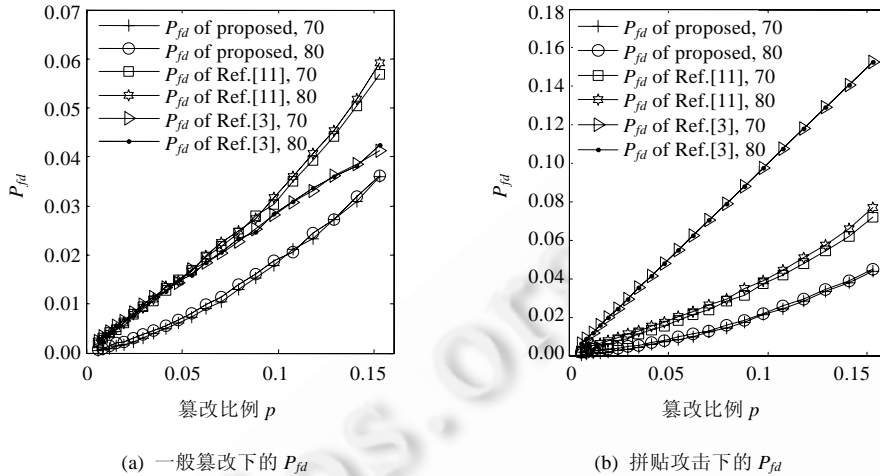 0.07
0.06
0.05
0.04
0.03
0.02
0.01
0.00
P_fd
P_fd of proposed, 70
P_fd of proposed, 80
P_fd of Ref.[11], 70
P_fd of Ref.[11], 80
P_fd of Ref.[3], 70
P_fd of Ref.[3], 80
0 0.05 0.10 0.15
篡改比例 p
(a) 一般篡改下的 P_fd
0.18
0.16
0.14
0.12
0.10
0.08
0.06
0.04
0.02
0.00
P_fd
P_fd of proposed, 70
P_fd of proposed, 80
P_fd of Ref.[11], 70
P_fd of Ref.[11], 80
P_fd of Ref.[3], 70
P_fd of Ref.[3], 80
0 0.05 0.1 0.15
篡改比例 p
(b) 拼贴攻击下的 P_fd